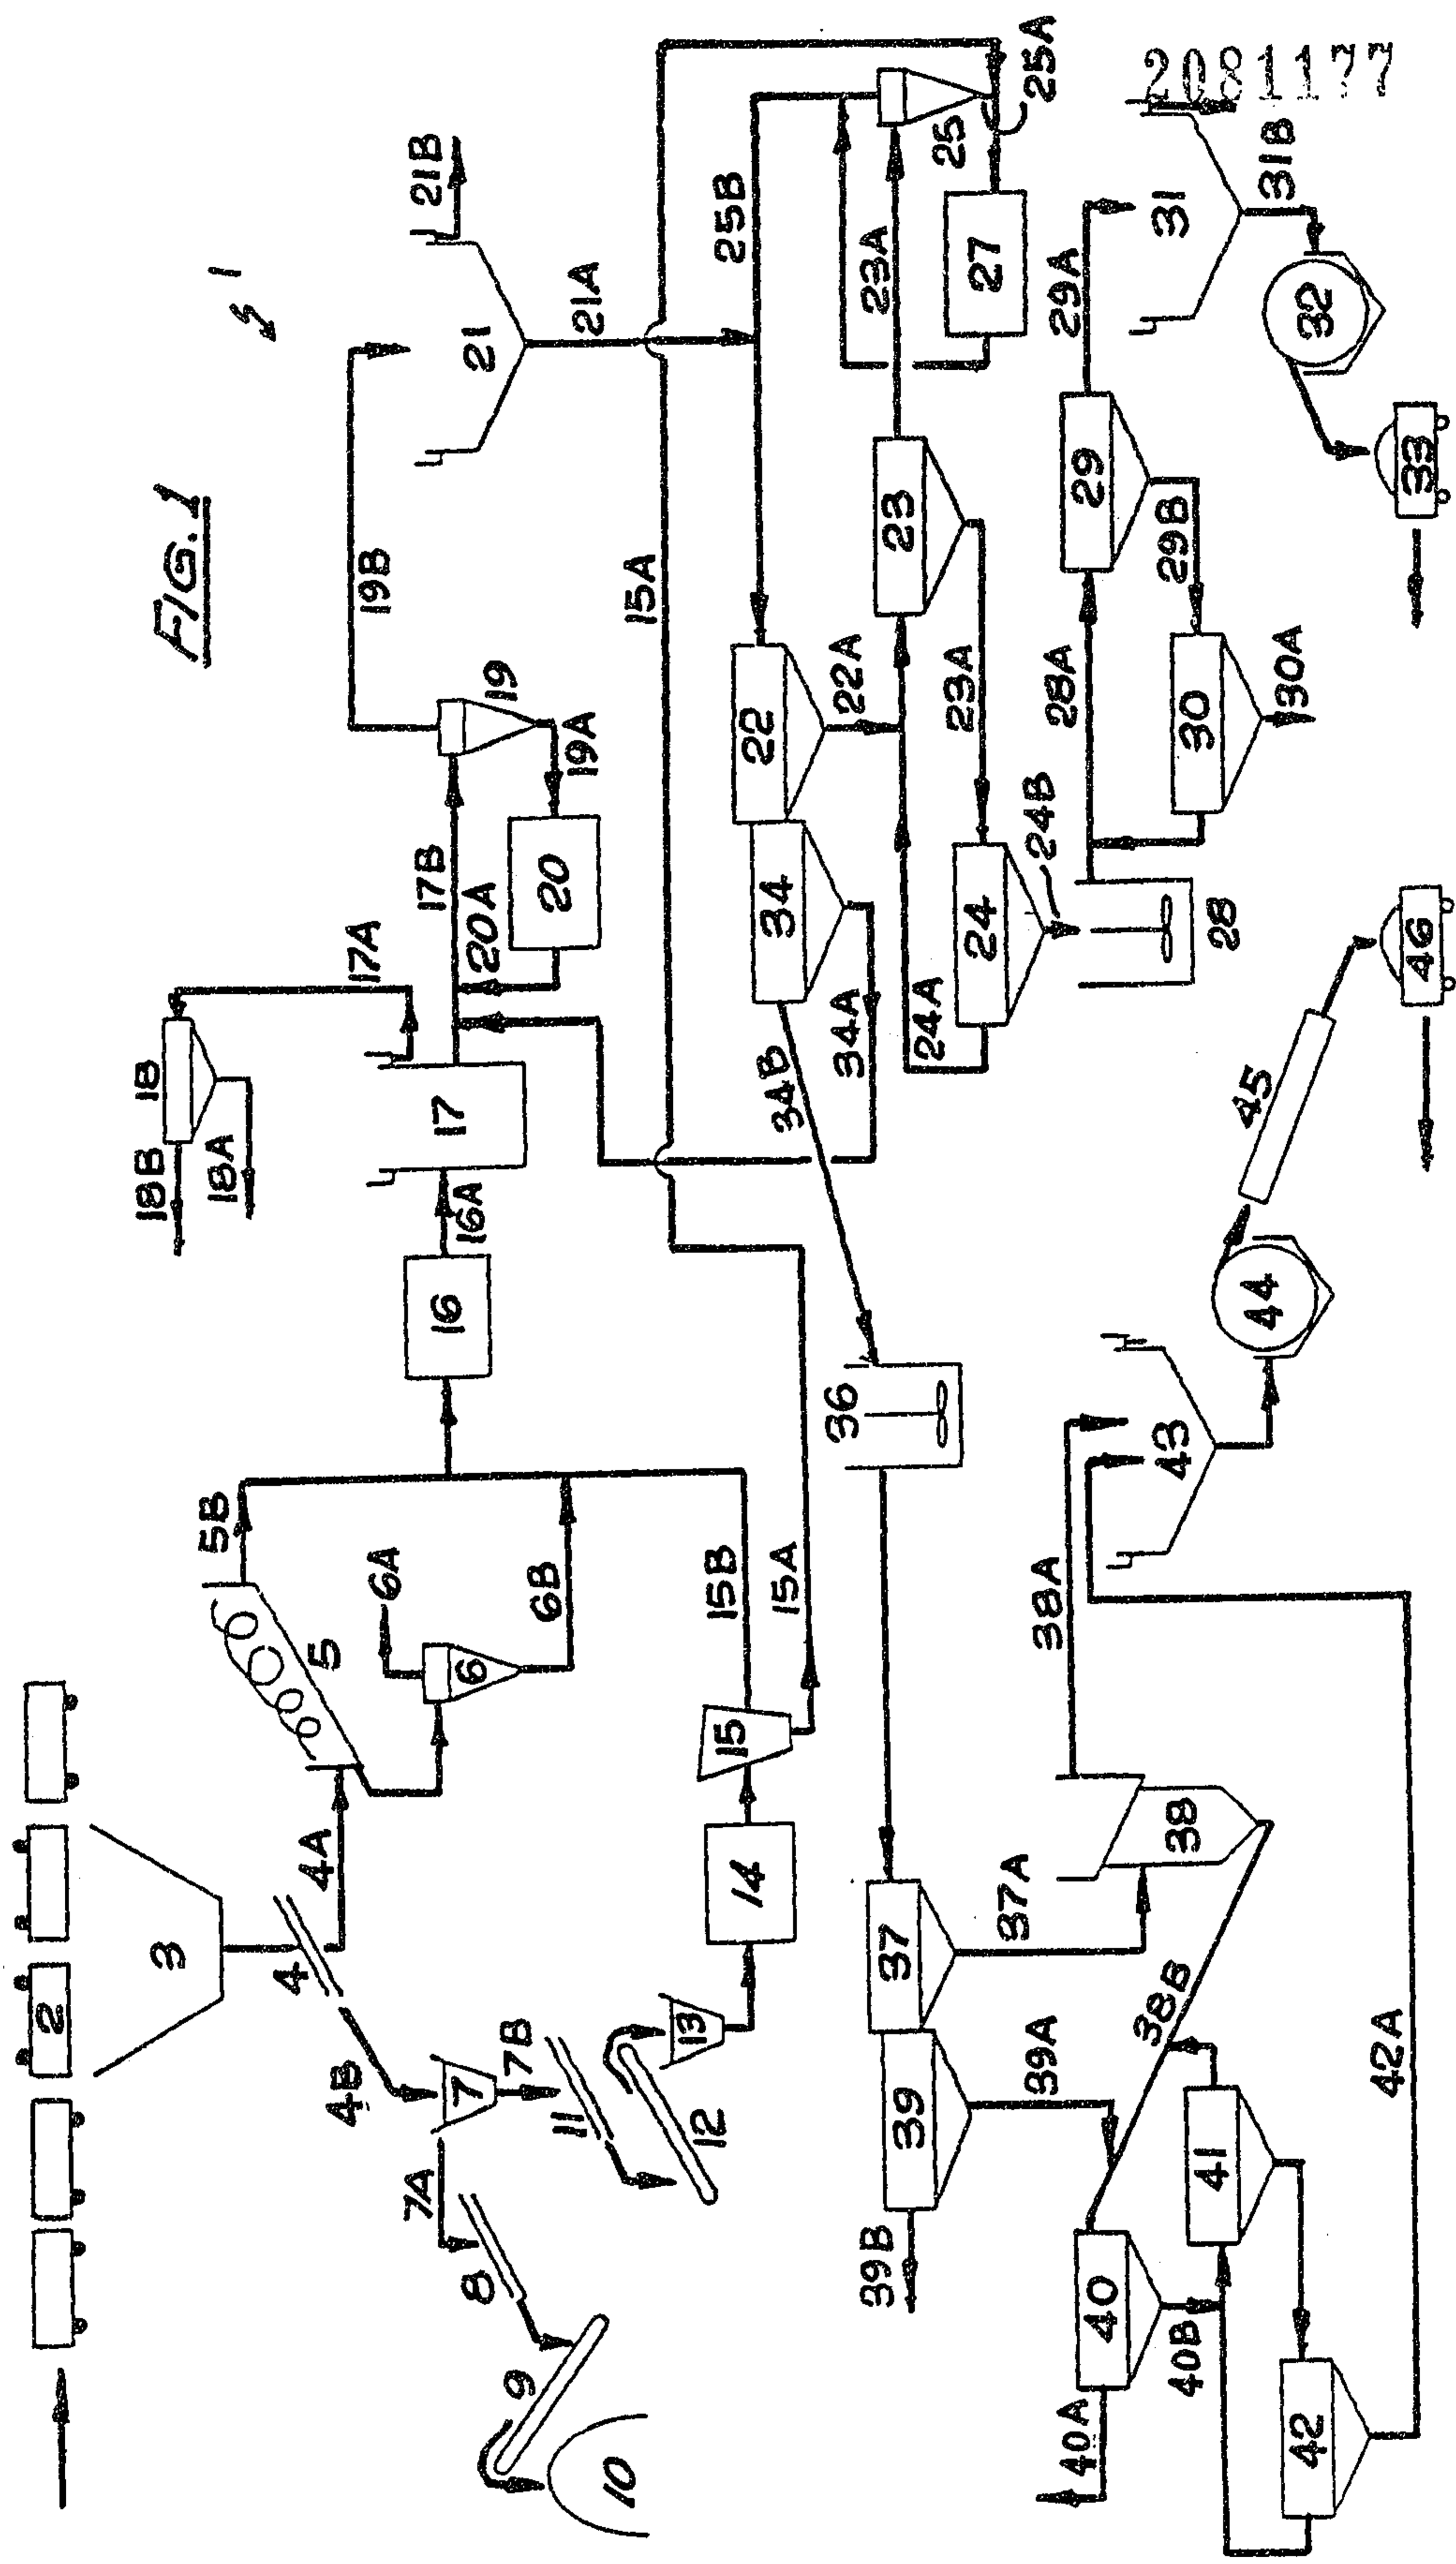 2081177
FIG. 1
1
2
3
4
4A
4B
5
5B
6
6A
6B
7
7A
7B
8
9
10
11
12
13
14
15
15B
15A
16
16A
17
17A
17B
18
18B
18A
19
19A
19B
20
20A
21
21A
21B
15A
22
22A
23
23A
23A
24
24A
24B
25
25A
25B
27
28
28A
29
29A
29B
30
30A
31
31B
32
33
34
34A
34B
36
37
37A
38
38A
38B
39
39A
39B
40
40A
40B
41
42
42A
43
44
45
46